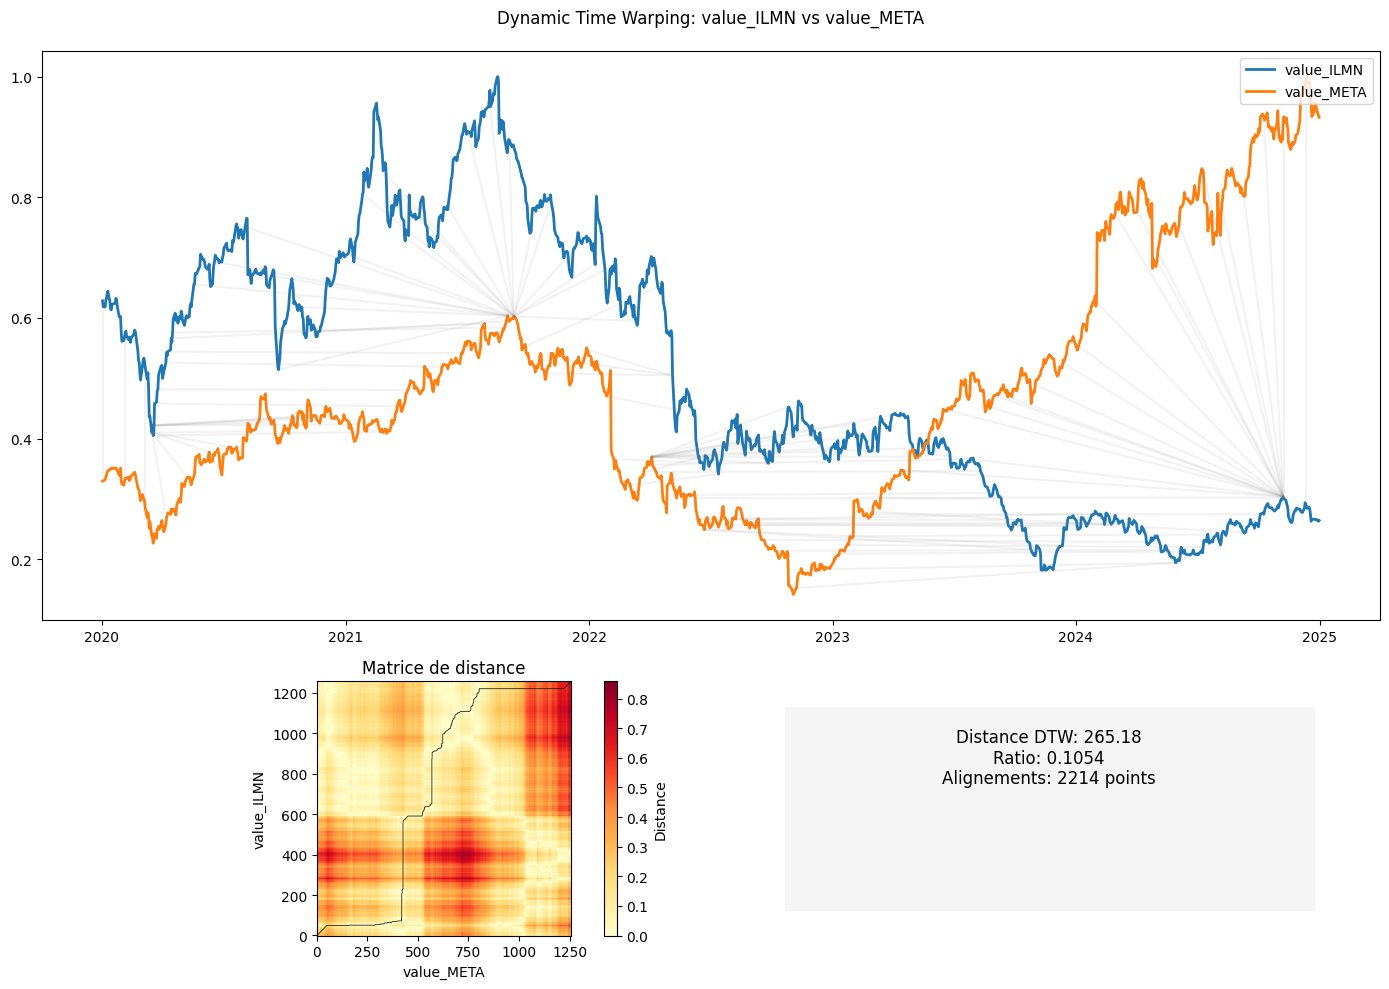 Dynamic Time Warping: value_ILMN vs value_META
value_ILMN
value_META
1.0
0.8
0.6
0.4
0.2
2020 2021 2022 2023 2024 2025
Matrice de distance
value_ILMN
1200
1000
800
600
400
200
0
0 250 500 750 1000 1250
value_META
0.8
0.7
0.6
0.5
0.4
0.3
0.2
0.1
0.0
Distance
Distance DTW: 265.18
Ratio: 0.1054
Alignements: 2214 points